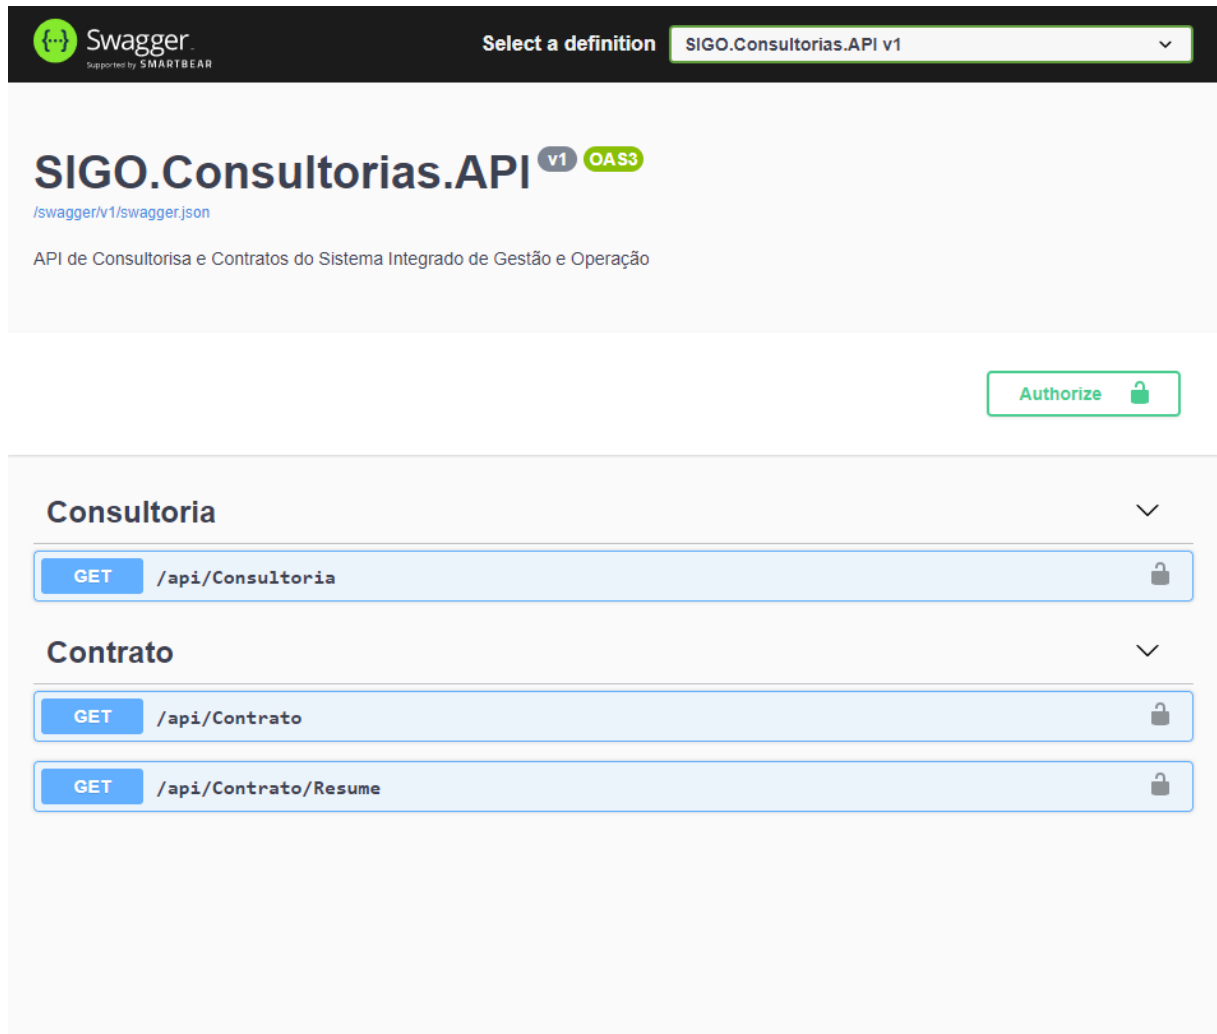 {···} Swagger.
Supported by SMARTBEAR
Select a definition
SIGO.Consultorias.API v1
SIGO.Consultorias.API v1 OAS3
/swagger/v1/swagger.json
API de Consultorisa e Contratos do Sistema Integrado de Gestão e Operação
Authorize
Consultoria
GET /api/Consultoria
Contrato
GET /api/Contrato
GET /api/Contrato/Resume